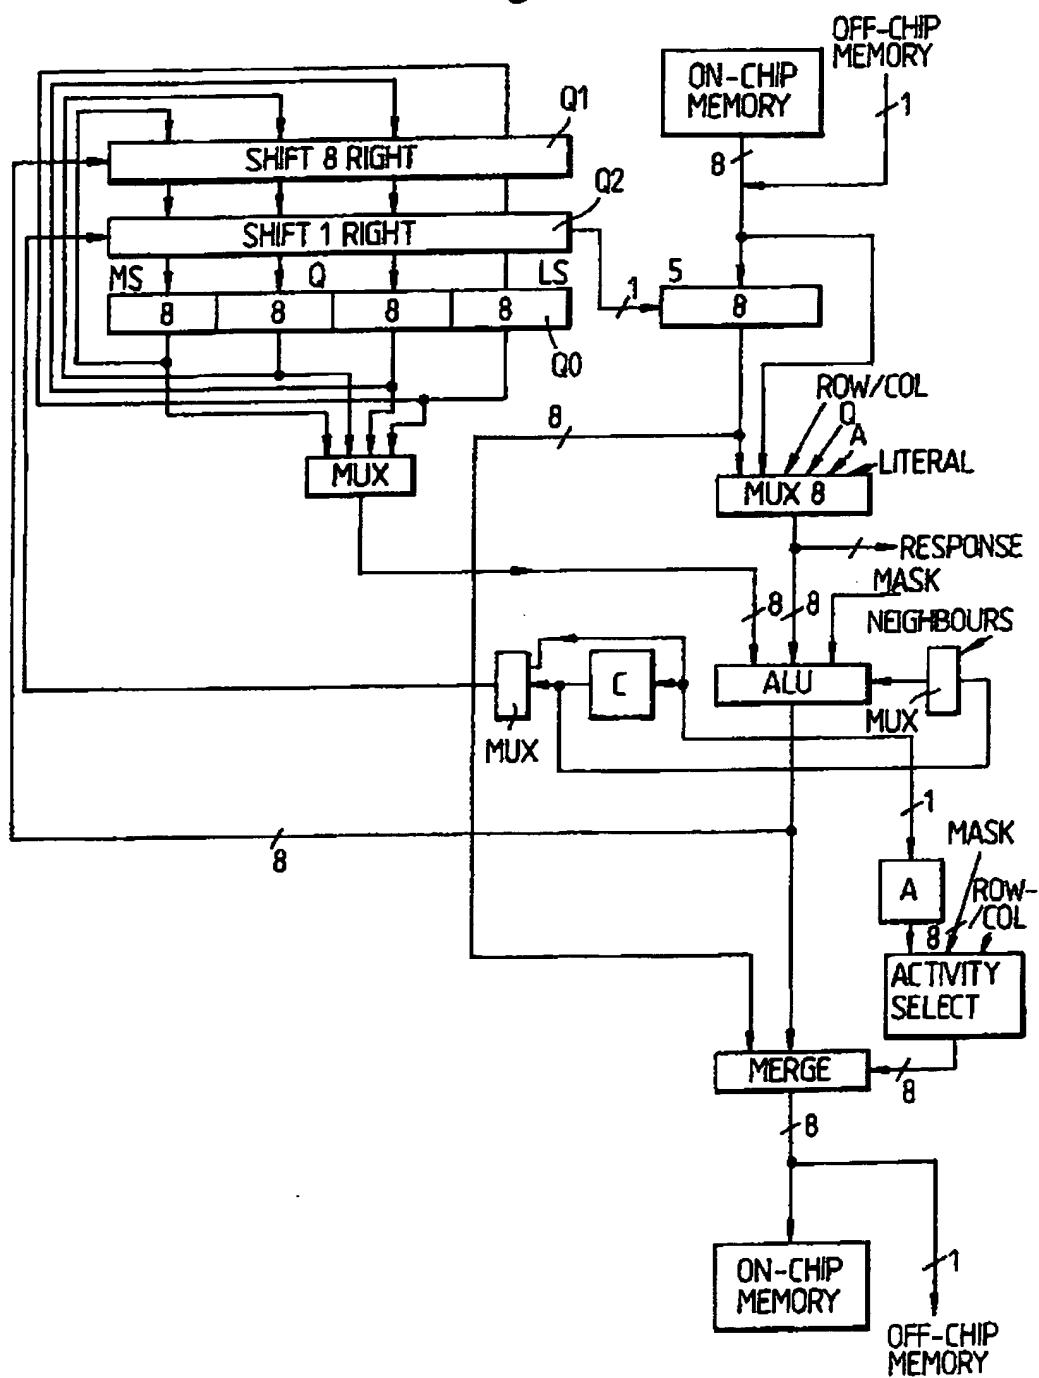 OFF-CHIP
MEMORY
ON-CHIP
MEMORY
1
8
Q1
SHIFT 8 RIGHT
Q2
SHIFT 1 RIGHT
MS
Q
LS
8
8
8
8
Q0
1
5
8
ROW/COL
Q
A
LITERAL
8
MUX
MUX 8
RESPONSE
MASK
8
8
NEIGHBOURS
C
ALU
MUX
MUX
1
8
MASK
A
ROW-
/COL
8
ACTIVITY
SELECT
MERGE
8
8
ON-CHIP
MEMORY
1
OFF-CHIP
MEMORY